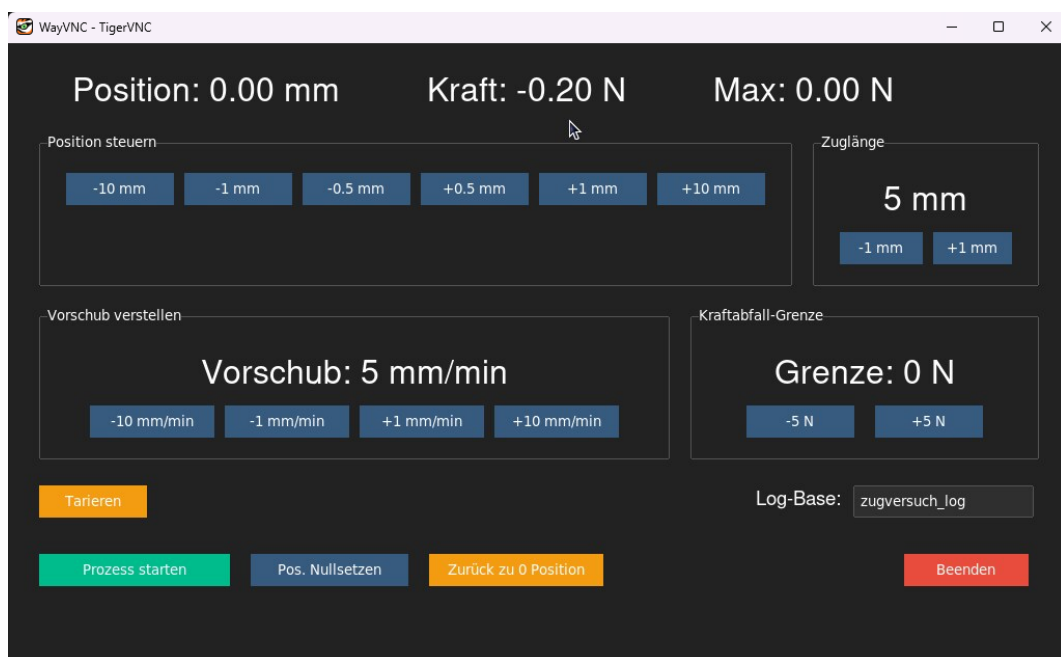 WayVNC - TigerVNC
Position: 0.00 mm Kraft: -0.20 N Max: 0.00 N
Position steuern
-10 mm -1 mm -0.5 mm +0.5 mm +1 mm +10 mm
Zuglänge
5 mm
-1 mm +1 mm
Vorschub verstellen
Vorschub: 5 mm/min
-10 mm/min -1 mm/min +1 mm/min +10 mm/min
Kraftabfall-Grenze
Grenze: 0 N
-5 N +5 N
Tarieren
Log-Base: zugversuch_log
Prozess starten Pos. Nullsetzen Zurück zu 0 Position Beenden